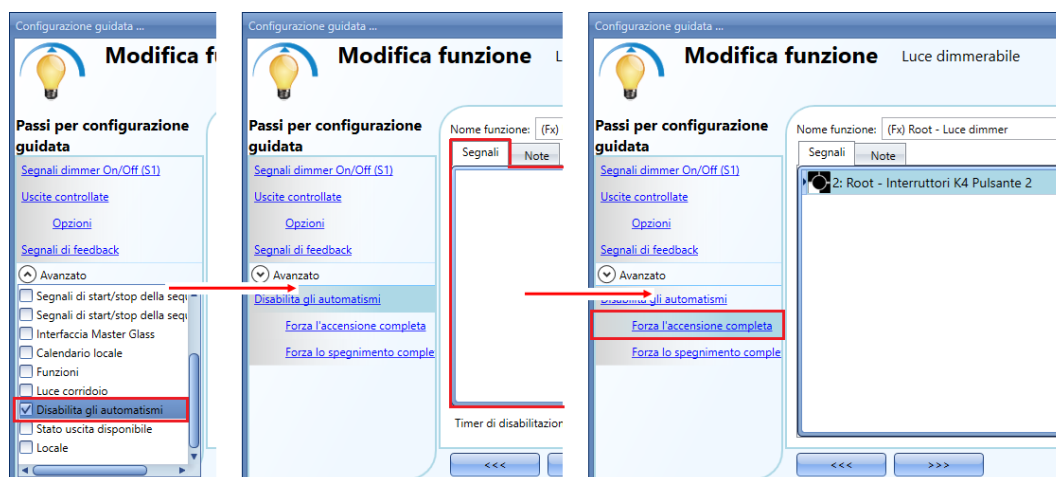 Configurazione guidata ...
Modifica f
Passi per configurazione
guidata
Segnali dimmer On/Off (S1)
Uscite controllate
Opzioni
Segnali di feedback
Avanzato
Segnali di start/stop della sequ
Segnali di start/stop della sequ
Interfaccia Master Glass
Calendario locale
Funzioni
Luce corridoio
Disabilita gli automatismi
Stato uscita disponibile
Locale
Configurazione guidata ...
Modifica funzione L
Passi per configurazione
guidata
Segnali dimmer On/Off (S1)
Uscite controllate
Opzioni
Segnali di feedback
Avanzato
Disabilita gli automatismi
Forza l'accensione completa
Forza lo spegnimento comple
Nome funzione: (Fx)
Segnali Note
Timer di disabilitazion
<<<
Configurazione guidata ...
Modifica funzione Luce dimmerabile
Passi per configurazione
guidata
Segnali dimmer On/Off (S1)
Uscite controllate
Opzioni
Segnali di feedback
Avanzato
Disabilita gli automatismi
Forza l'accensione completa
Forza lo spegnimento comple
Nome funzione: (Fx) Root - Luce dimmer
Segnali Note
2: Root - Interruttori K4 Pulsante 2
<<< >>>